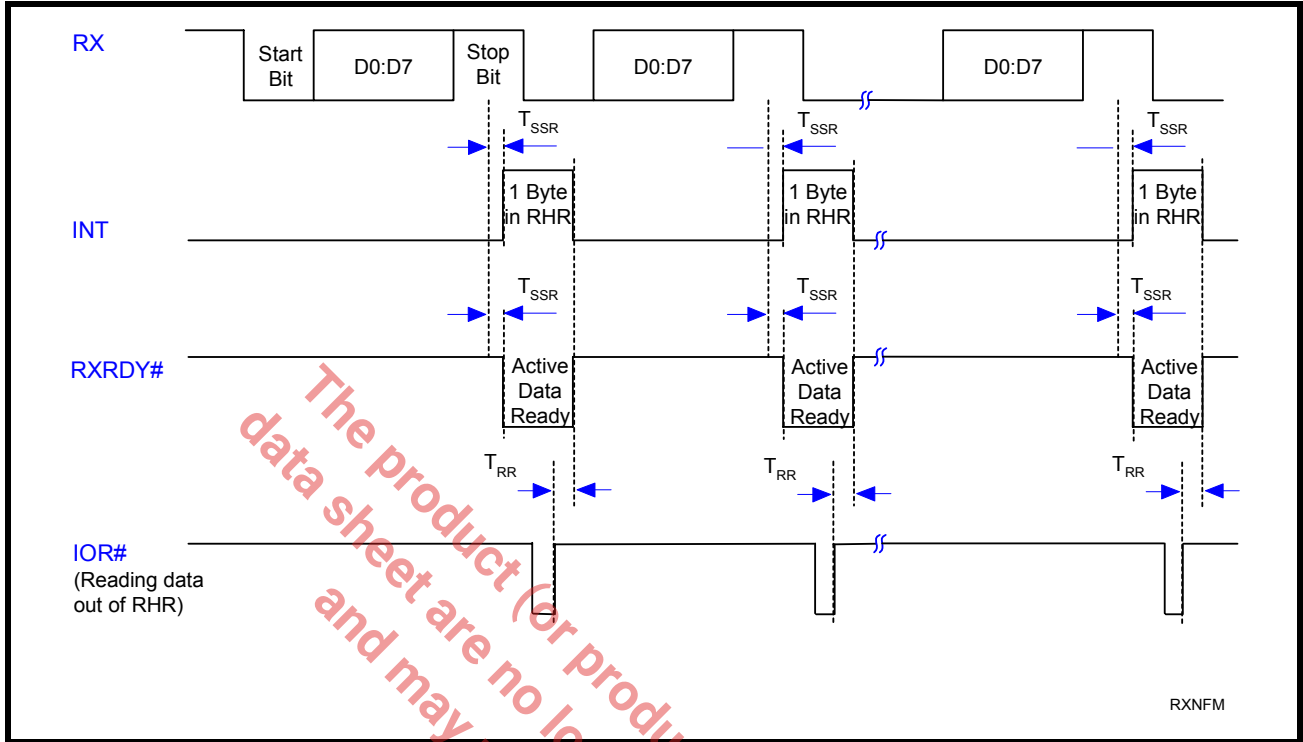 RX
Start
Bit
D0:D7
Stop
Bit
D0:D7
D0:D7
TSSR
TSSR
TSSR
INT
1 Byte
in RHR
1 Byte
in RHR
1 Byte
in RHR
TSSR
TSSR
TSSR
RXRDY#
Active
Data
Ready
Active
Data
Ready
Active
Data
Ready
TRR
TRR
TRR
IOR#
(Reading data
out of RHR)
The product (or produ
data sheet are no lo
and may
RXNFM